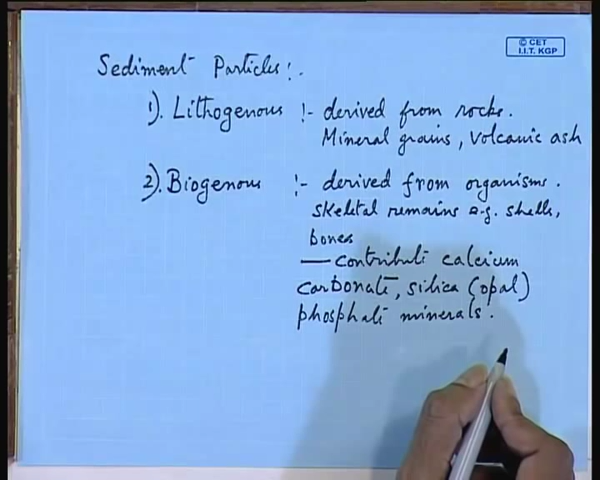 © CET
I.I.T. KGP
Sediment Particles:.
1). Lithogenous :- derived from rocks.
Mineral grains, Volcanic ash
2). Biogenous :- derived from organisms.
Skeletal remains e.g. shells,
bones
— contribute calcium
carbonate, silica (opal)
phosphate minerals.